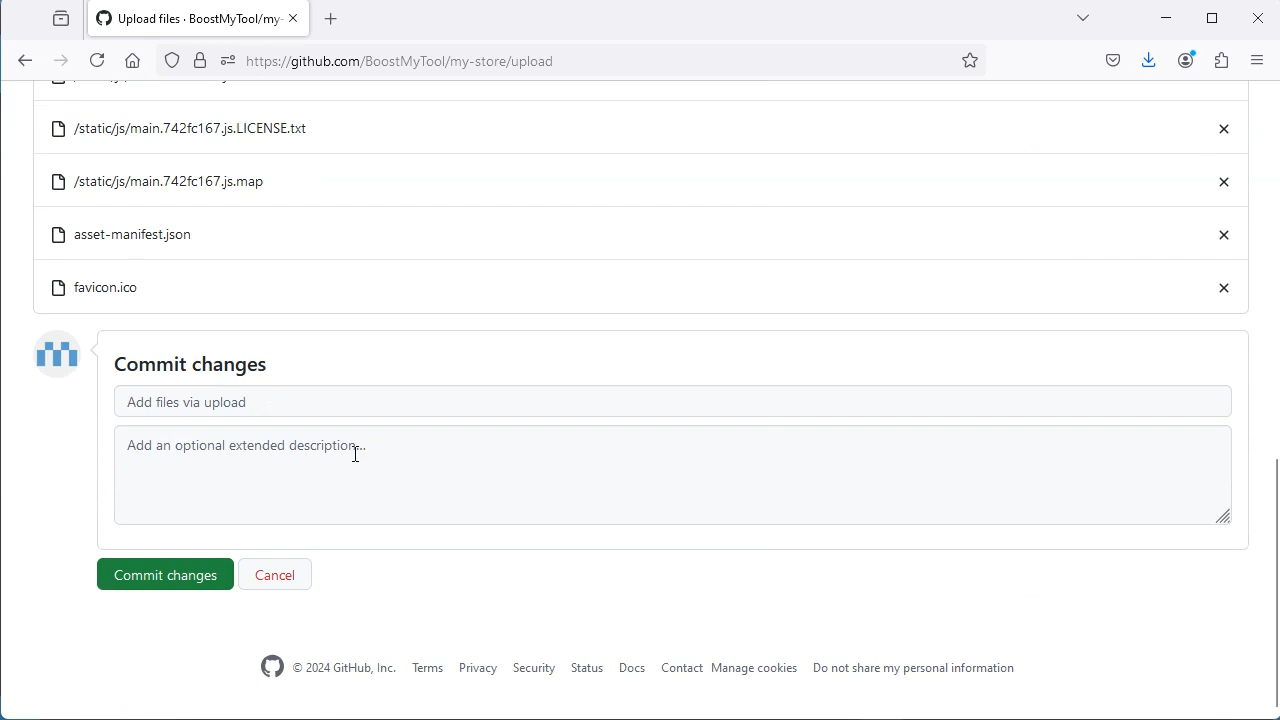 Upload files · BoostMyTool/my-
https://github.com/BoostMyTool/my-store/upload
/static/js/main.742fc167.js.LICENSE.txt
/static/js/main.742fc167.js.map
asset-manifest.json
favicon.ico
Commit changes
Add files via upload
Add an optional extended description...
Commit changes
Cancel
© 2024 GitHub, Inc.
Terms
Privacy
Security
Status
Docs
Contact
Manage cookies
Do not share my personal information